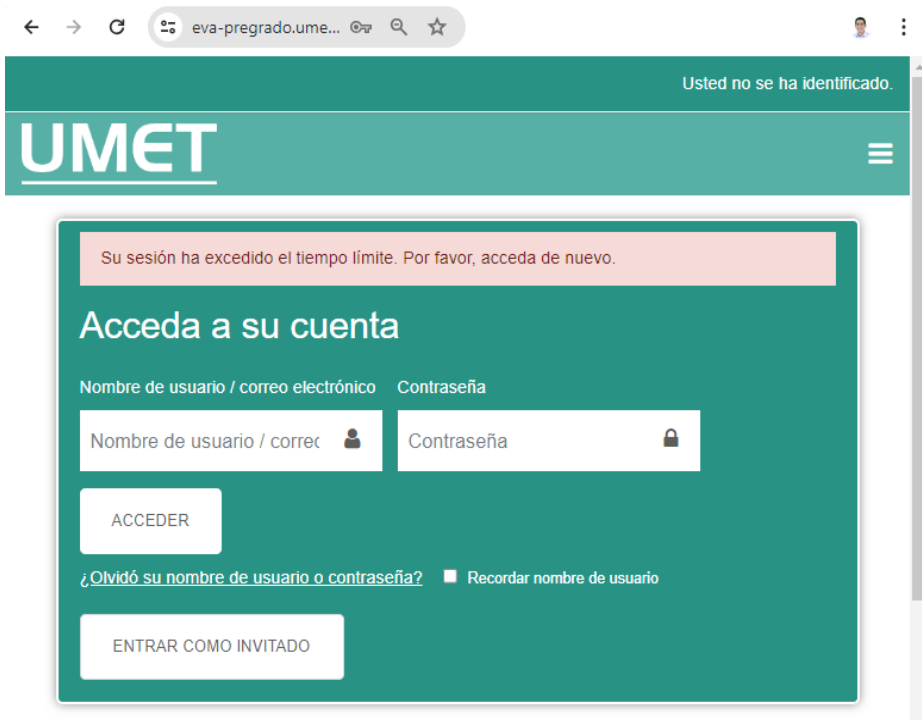 eva-pregrado.ume...
Usted no se ha identificado.
UMET
Su sesión ha excedido el tiempo límite. Por favor, acceda de nuevo.
Acceda a su cuenta
Nombre de usuario / correo electrónico Contraseña
Nombre de usuario / correc Contraseña
ACCEDER
¿Olvidó su nombre de usuario o contraseña? Recordar nombre de usuario
ENTRAR COMO INVITADO